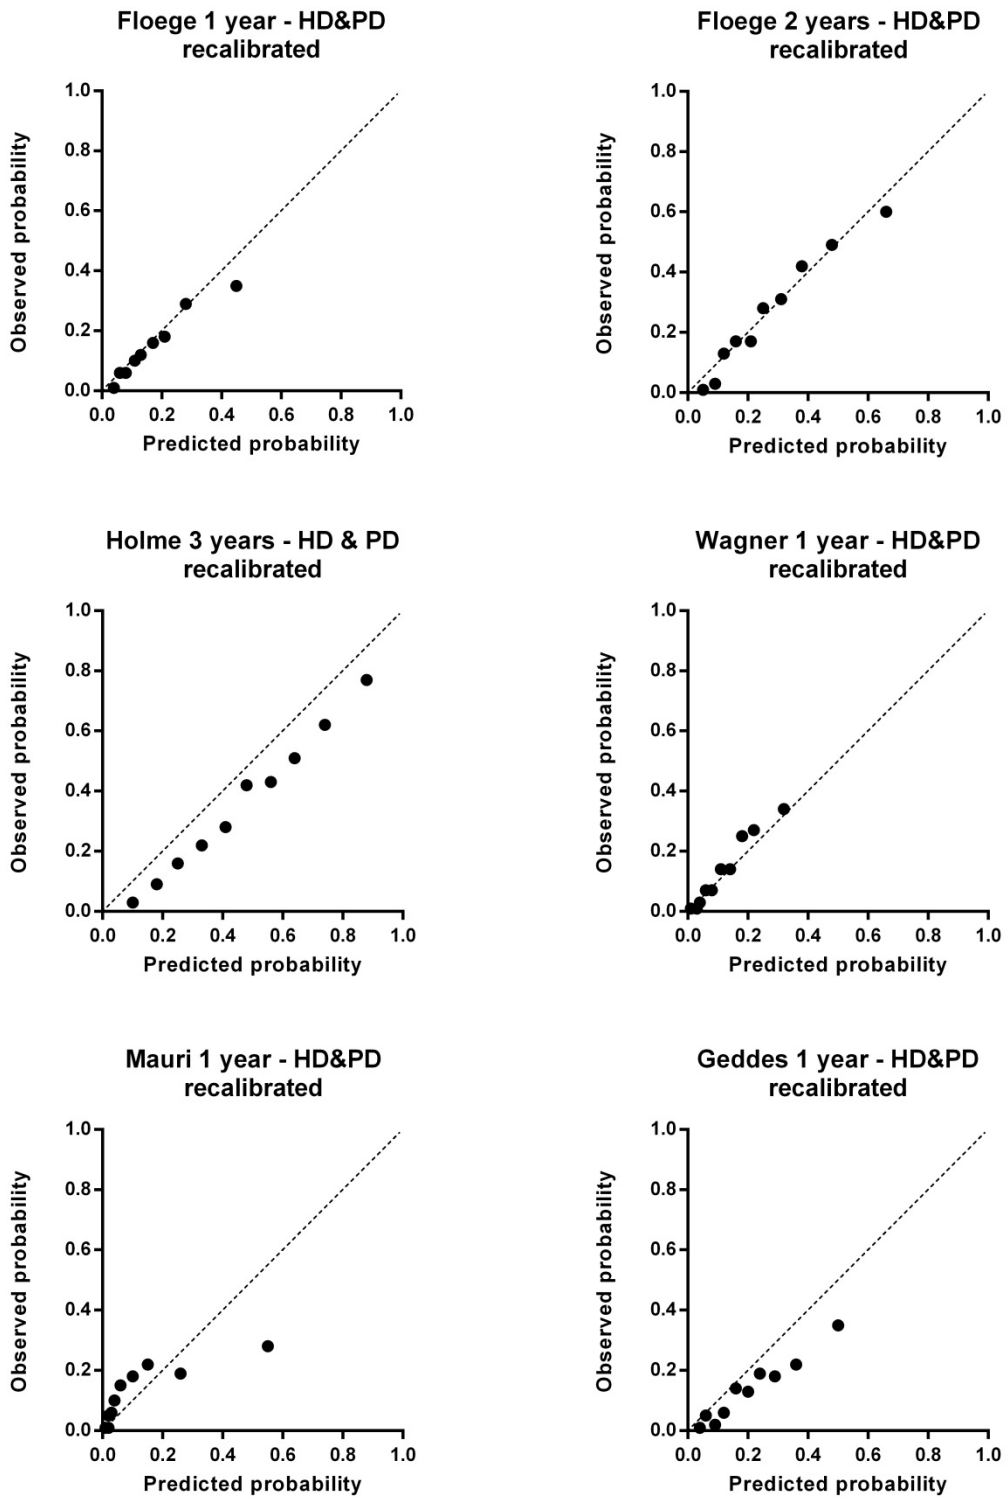 Floege 1 year - HD&PD
recalibrated
1.0
0.8
0.6
0.4
0.2
0.0
Observed probability
0.0 0.2 0.4 0.6 0.8 1.0
Predicted probability
Floege 2 years - HD&PD
recalibrated
1.0
0.8
0.6
0.4
0.2
0.0
Observed probability
0.0 0.2 0.4 0.6 0.8 1.0
Predicted probability
Holme 3 years - HD & PD
recalibrated
1.0
0.8
0.6
0.4
0.2
0.0
Observed probability
0.0 0.2 0.4 0.6 0.8 1.0
Predicted probability
Wagner 1 year - HD&PD
recalibrated
1.0
0.8
0.6
0.4
0.2
0.0
Observed probability
0.0 0.2 0.4 0.6 0.8 1.0
Predicted probability
Mauri 1 year - HD&PD
recalibrated
1.0
0.8
0.6
0.4
0.2
0.0
Observed probability
0.0 0.2 0.4 0.6 0.8 1.0
Predicted probability
Geddes 1 year - HD&PD
recalibrated
1.0
0.8
0.6
0.4
0.2
0.0
Observed probability
0.0 0.2 0.4 0.6 0.8 1.0
Predicted probability